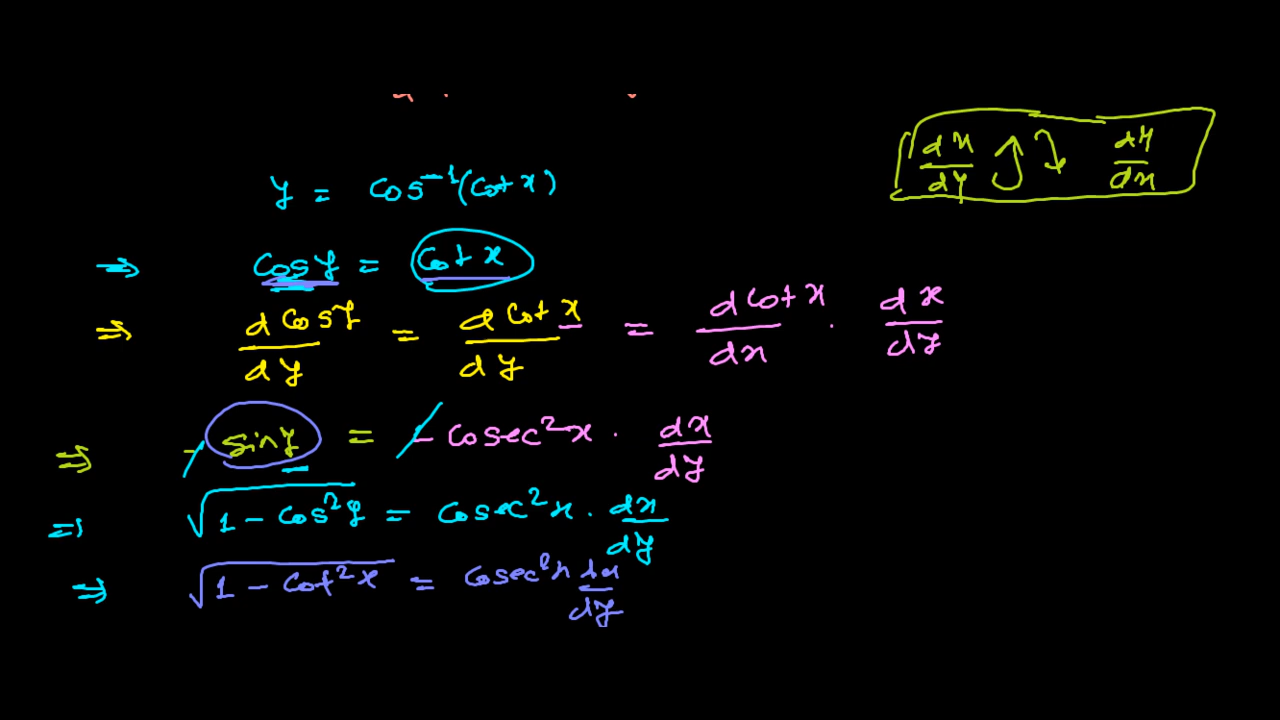 dx/dy dy/dx
y = cos⁻¹(cot x)
⇒ cos y = cot x
⇒ d cos y/dy = d cot x/dy = d cot x/dx · dx/dy
⇒ - sin y = - cosec²x · dx/dy
⇒ √(1 - cos²y) = cosec²x · dx/dy
⇒ √(1 - cot²x) = cosec²x dx/dy